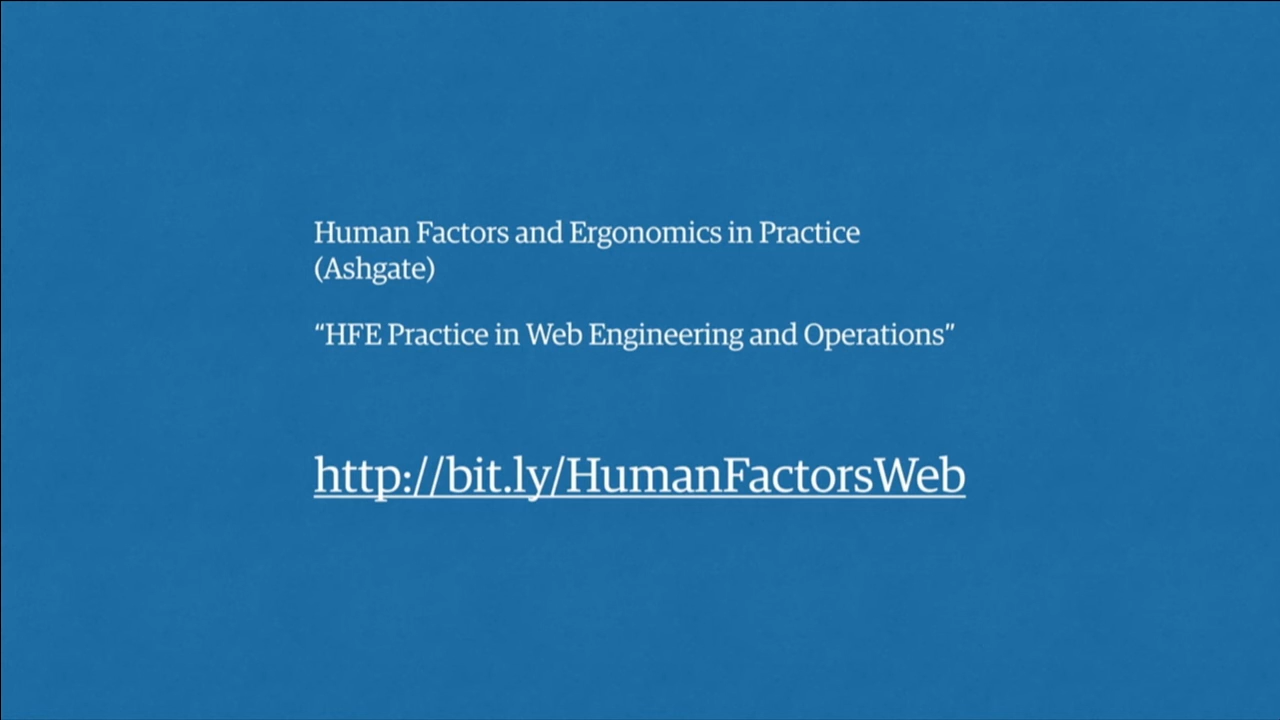 Human Factors and Ergonomics in Practice
(Ashgate)
“HFE Practice in Web Engineering and Operations”
http://bit.ly/HumanFactorsWeb